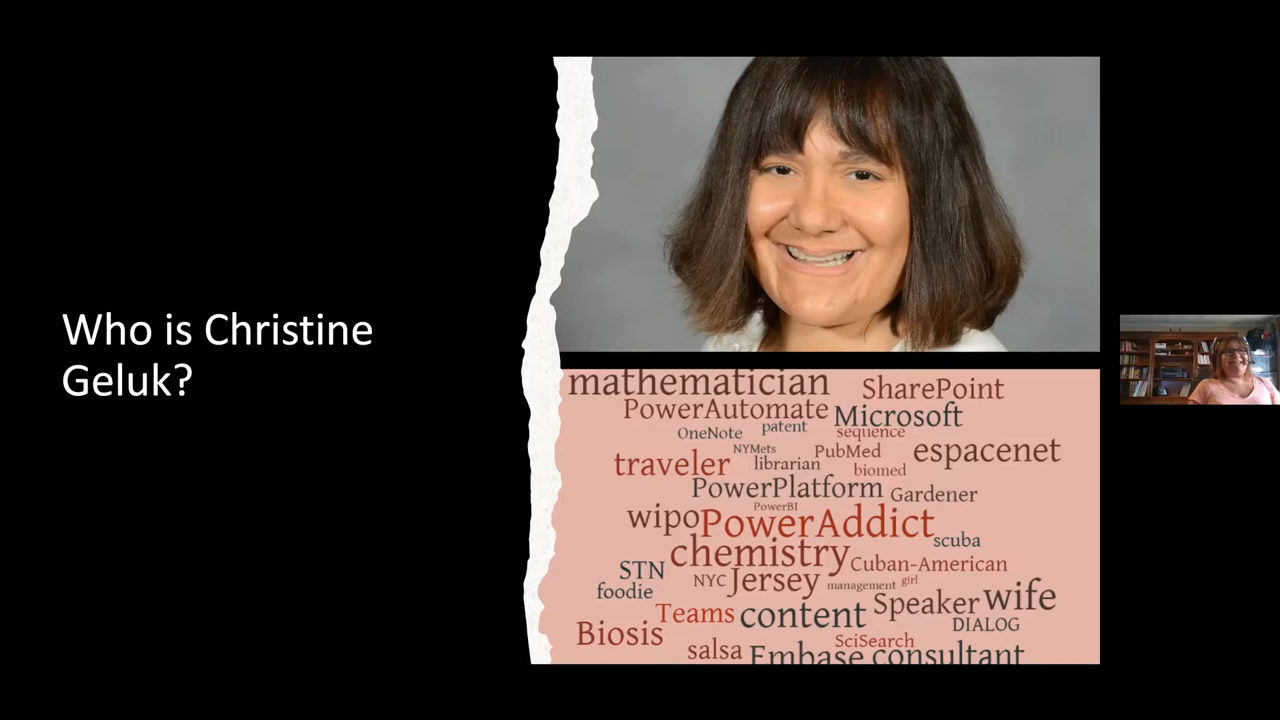 Who is Christine
Geluk?
mathematician SharePoint
PowerAutomate Microsoft
OneNote patent sequence
NYMets PubMed espacenet
traveler librarian biomed
PowerPlatform Gardener
PowerBI
wipo PowerAddict scuba
chemistry Cuban-American
STN NYC Jersey management girl
foodie Speaker wife
Teams content DIALOG
Biosis SciSearch
salsa Embase consultant